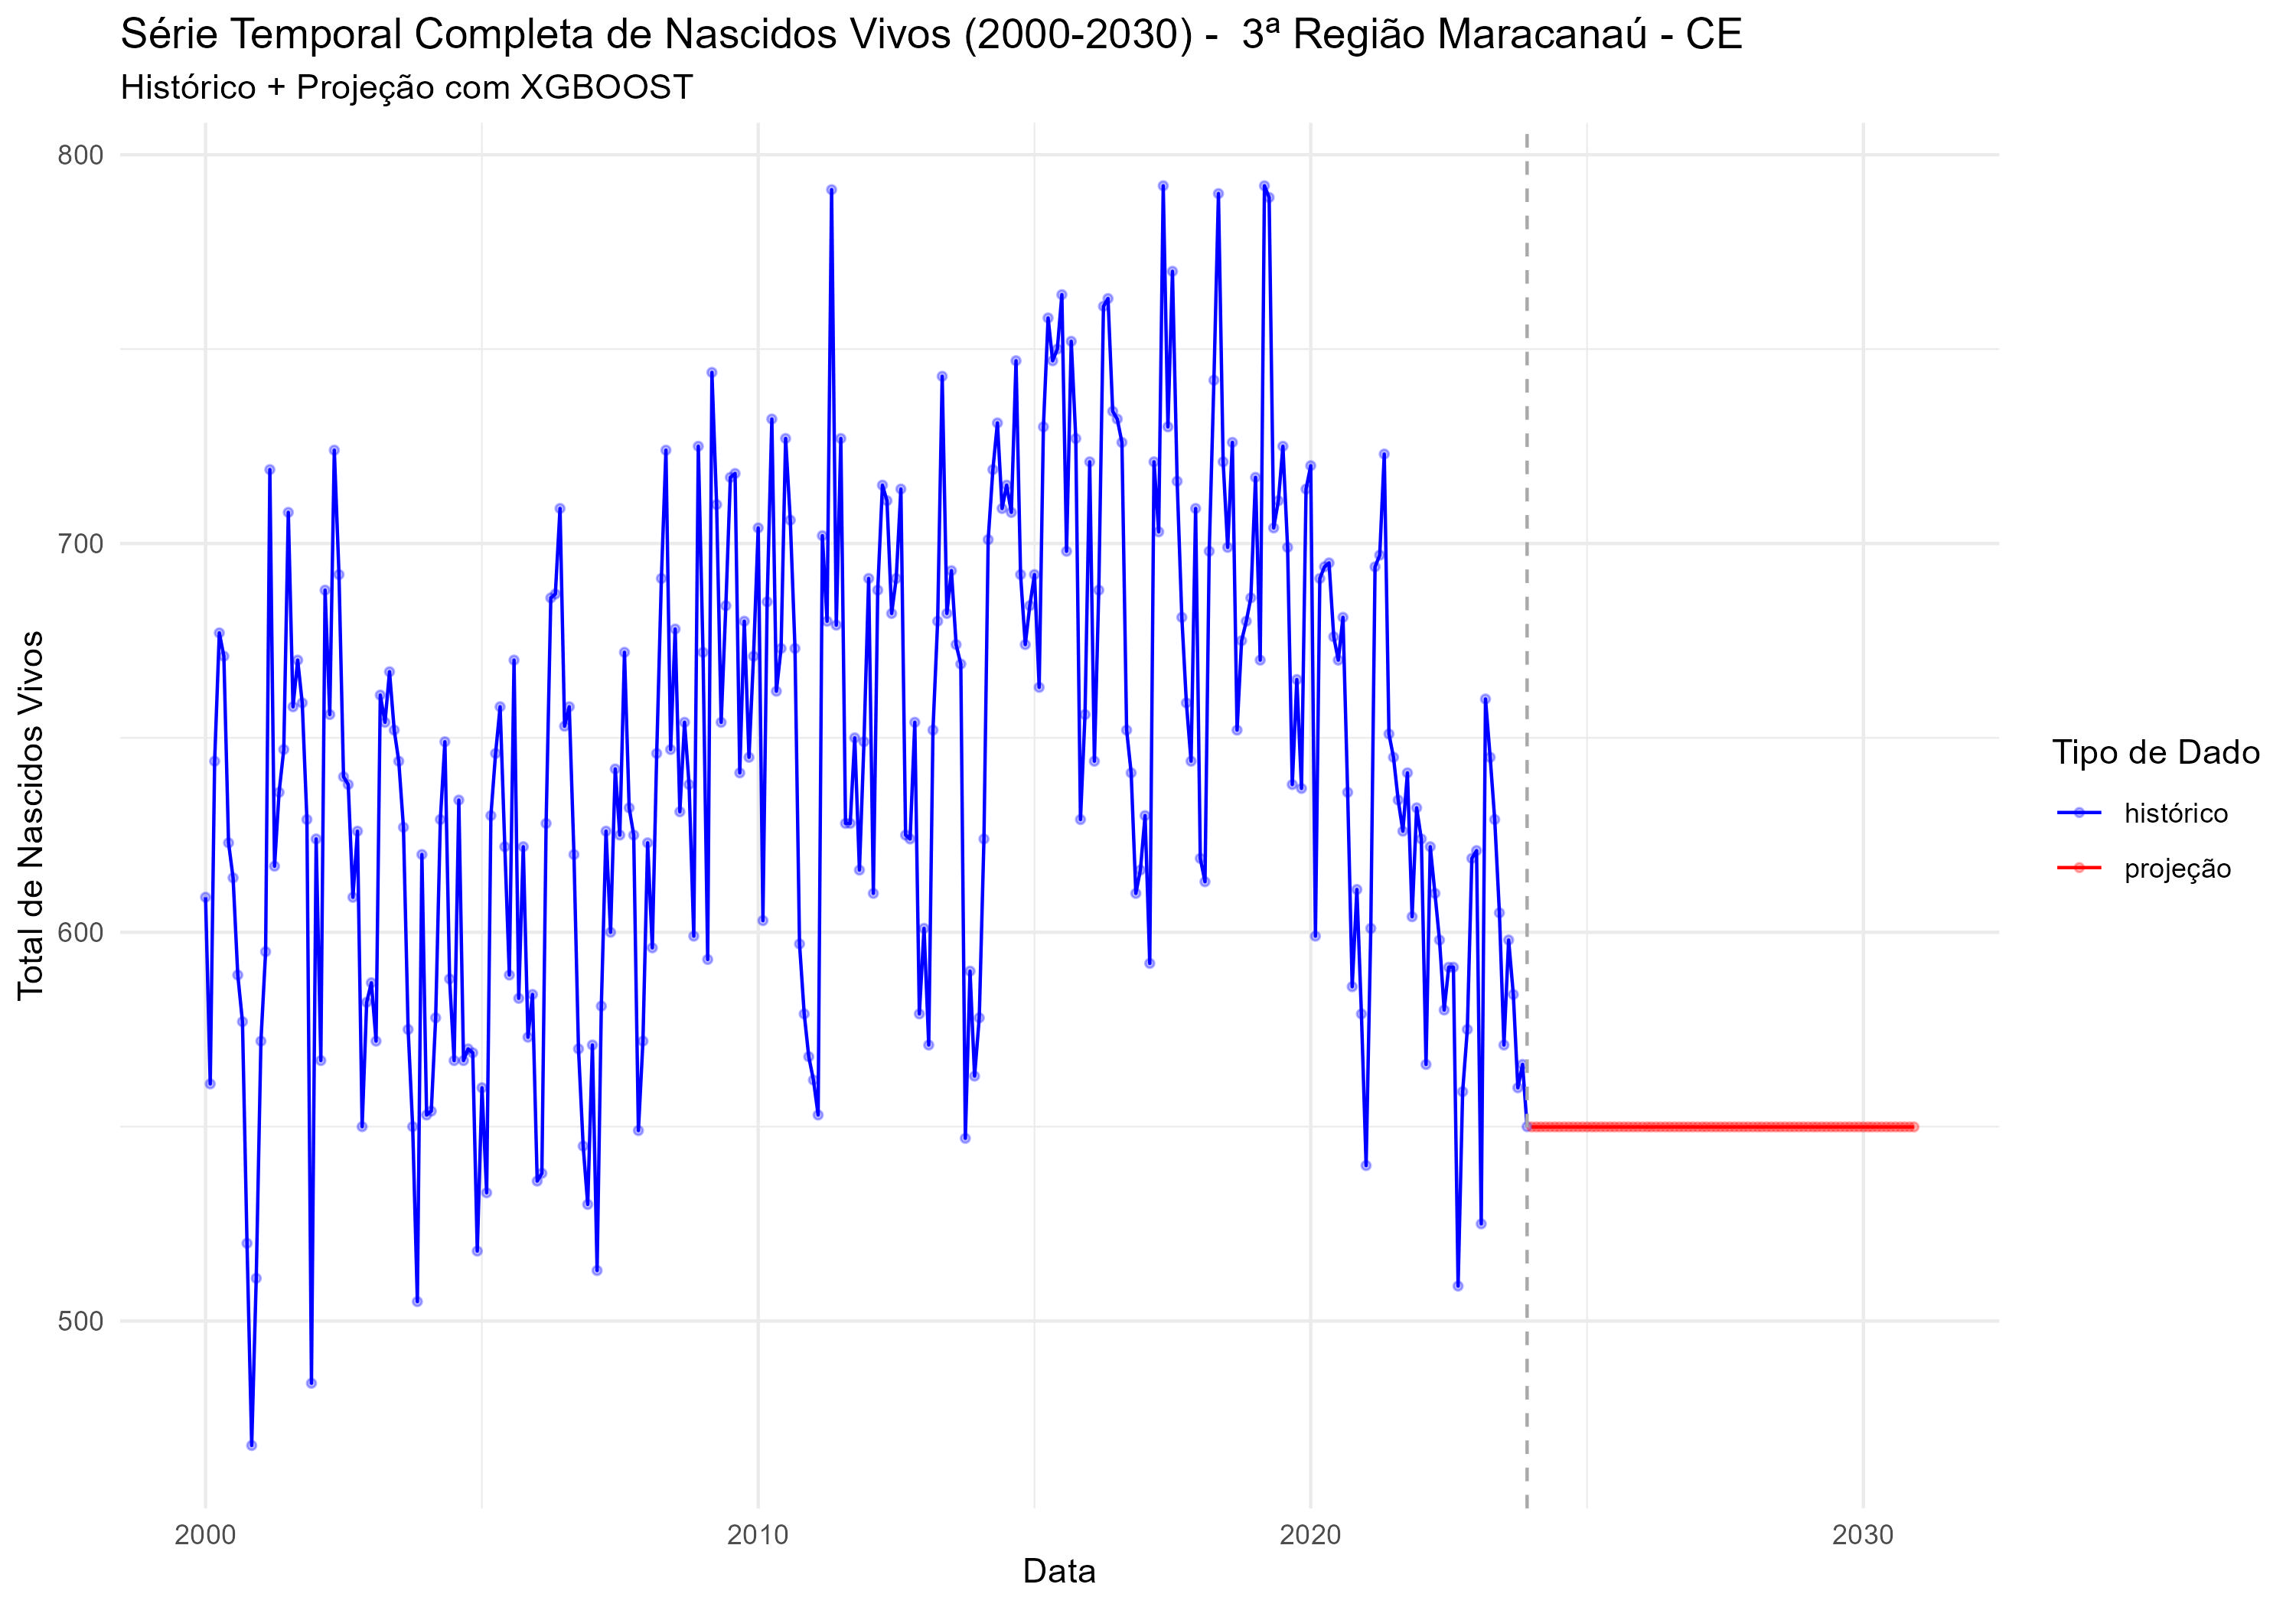 Série Temporal Completa de Nascidos Vivos (2000-2030) -  3ª Região Maracanaú - CE
Histórico + Projeção com XGBOOST
Total de Nascidos Vivos
800
700
600
500
2000
2010
2020
2030
Data
Tipo de Dado
histórico
projeção